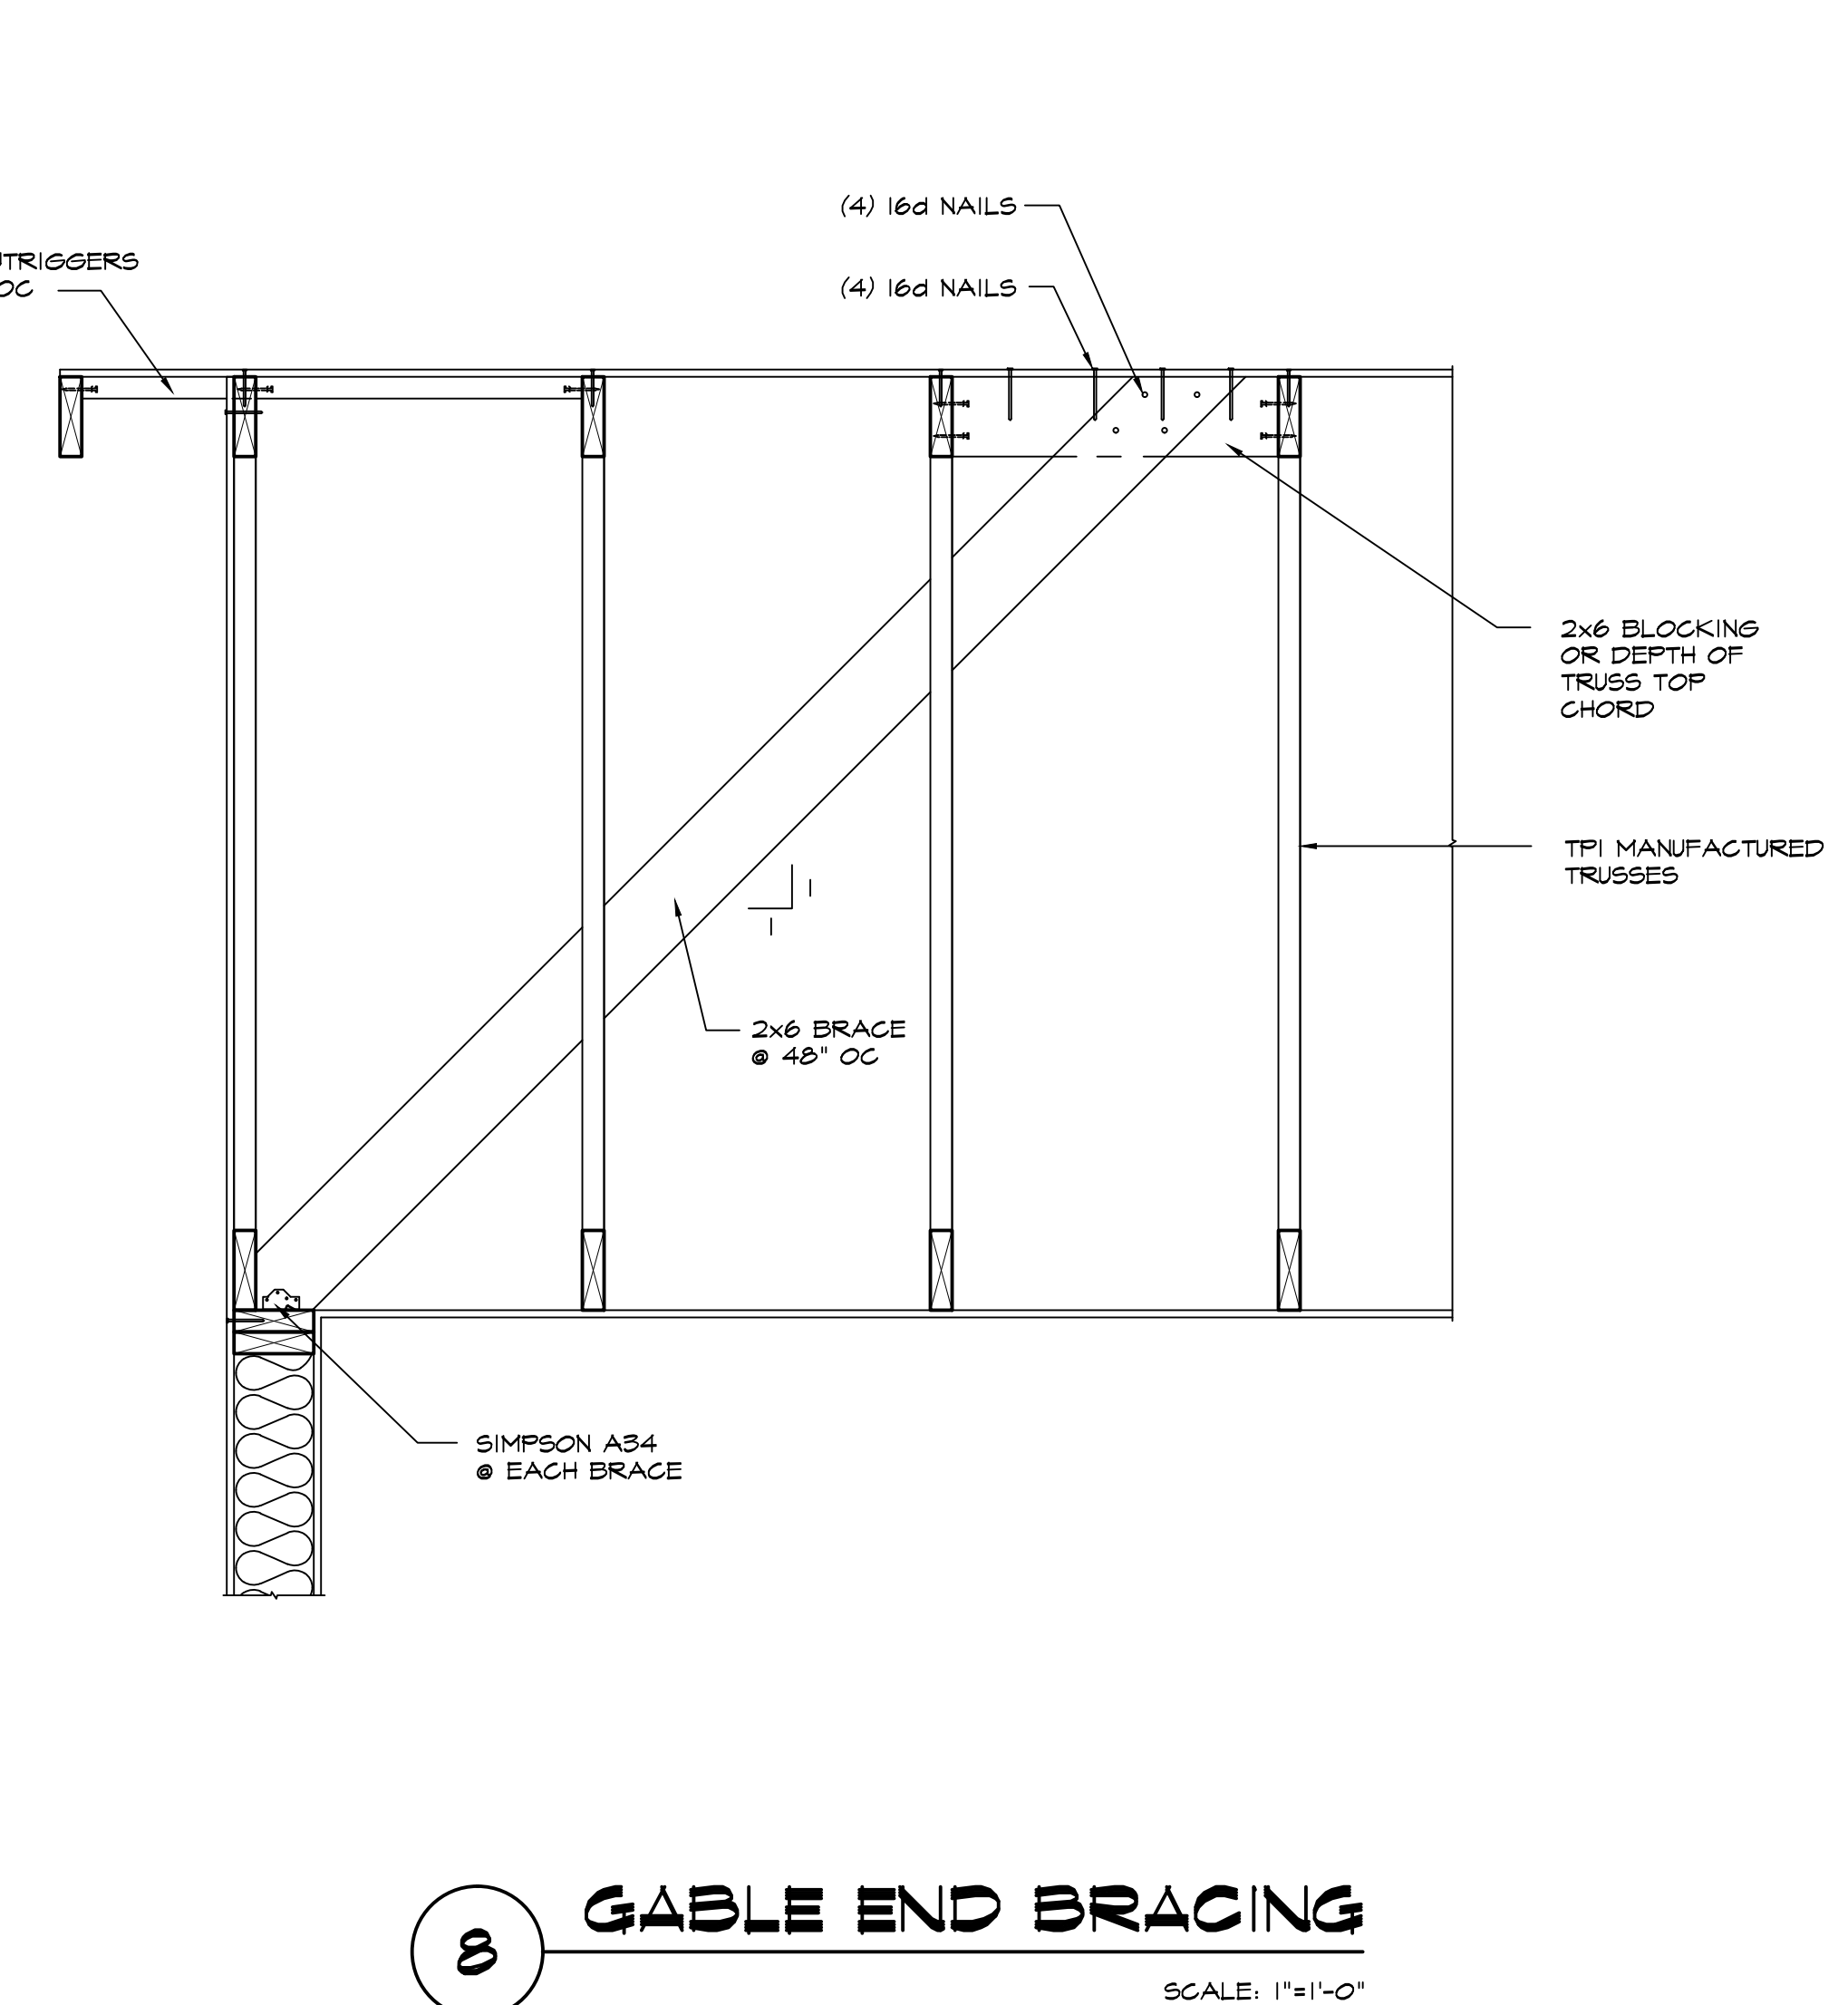 (4) 16d NAILS
UTRIGGERS
OC
(4) 16d NAILS
2x6 BLOCKING
OR DEPTH OF
TRUSS TOP
CHORD
TPI MANUFACTURED
TRUSSES
1
1
2x6 BRACE
@ 48" OC
SIMPSON A34
@ EACH BRACE
GABLE END BRACING
8
SCALE: 1"=1'-0"